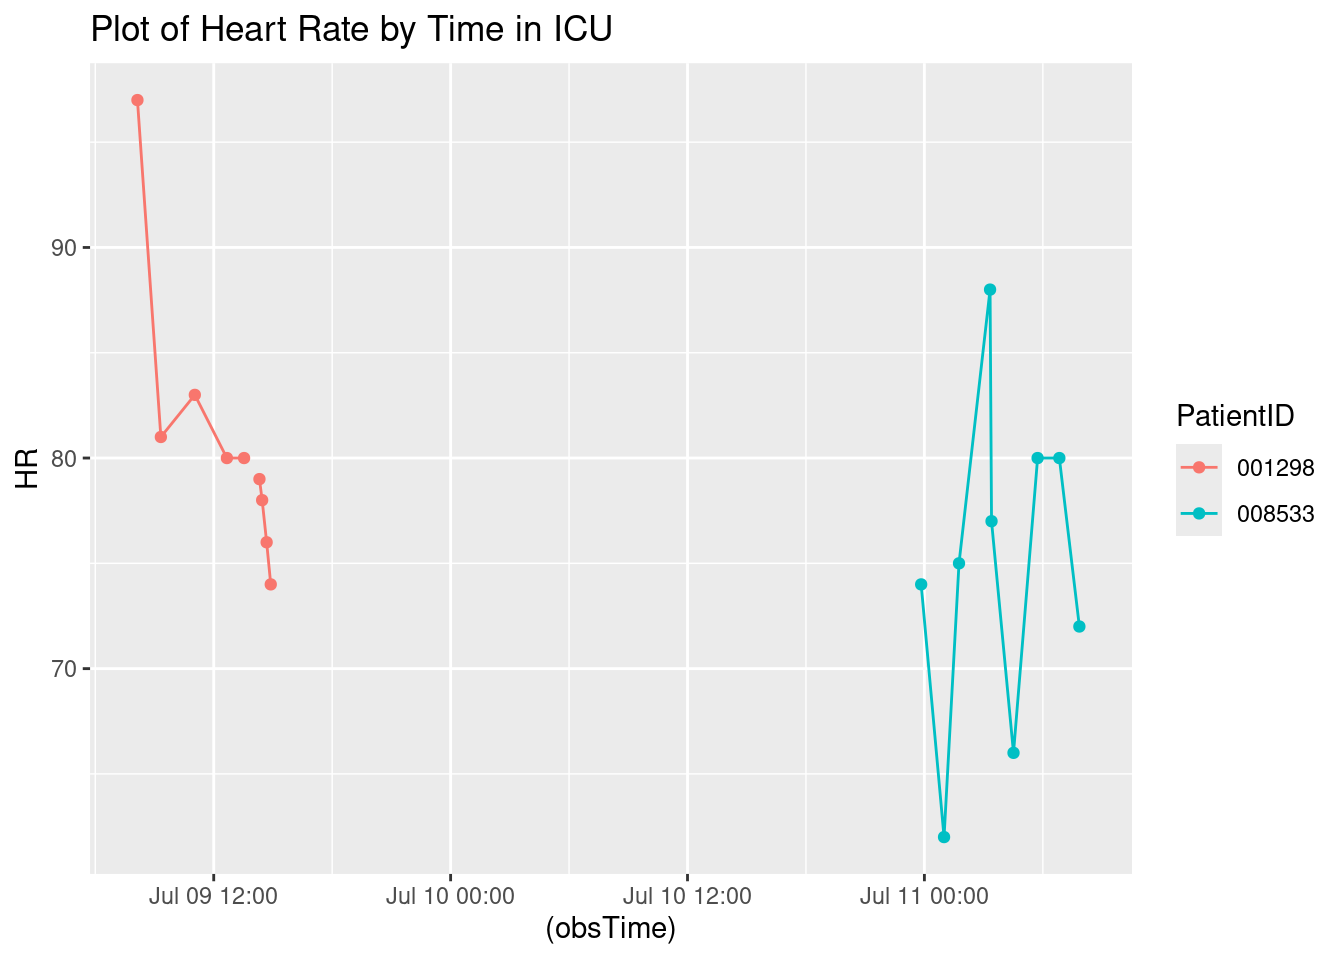 Plot of Heart Rate by Time in ICU
90
80
70
HR
Jul 09 12:00
Jul 10 00:00
Jul 10 12:00
Jul 11 00:00
(obsTime)
PatientID
001298
008533